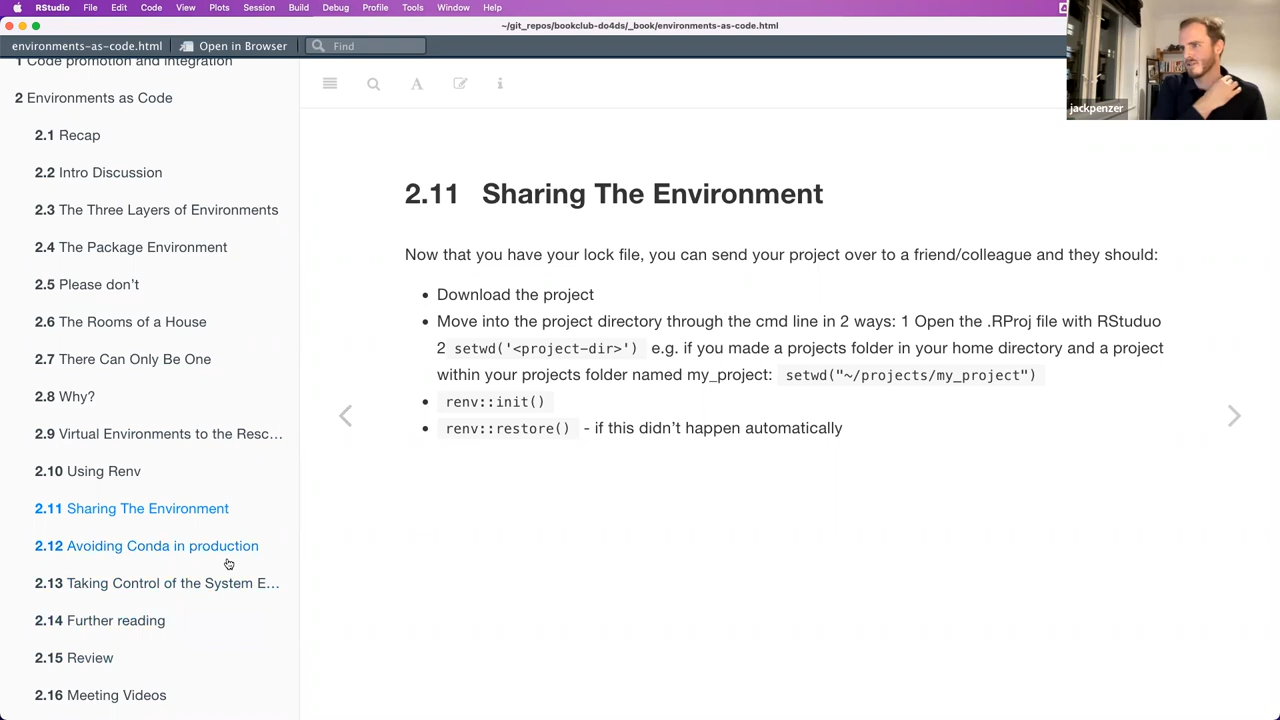 RStudio File Edit Code View Plots Session Build Debug Profile Tools Window Help
~/git_repos/bookclub-do4ds/_book/environments-as-code.html
environments-as-code.html Open in Browser Find
jackpenzer
1 Code promotion and integration
2 Environments as Code
2.1 Recap
2.2 Intro Discussion
2.3 The Three Layers of Environments
2.4 The Package Environment
2.5 Please don't
2.6 The Rooms of a House
2.7 There Can Only Be One
2.8 Why?
2.9 Virtual Environments to the Resc...
2.10 Using Renv
2.11 Sharing The Environment
2.12 Avoiding Conda in production
2.13 Taking Control of the System E...
2.14 Further reading
2.15 Review
2.16 Meeting Videos
2.11 Sharing The Environment
Now that you have your lock file, you can send your project over to a friend/colleague and they should:
• Download the project
• Move into the project directory through the cmd line in 2 ways: 1 Open the .RProj file with RStuduo
2 setwd('<project-dir>') e.g. if you made a projects folder in your home directory and a project
within your projects folder named my_project: setwd("~/projects/my_project")
• renv::init()
• renv::restore() - if this didn't happen automatically